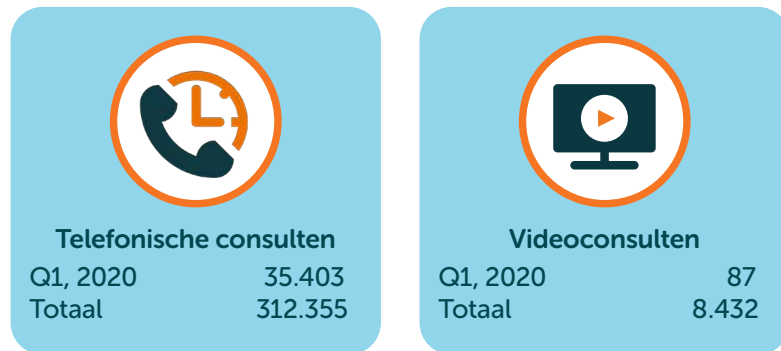 Telefonische consulten
Q1, 2020 35.403
Totaal 312.355
Videoconsulten
Q1, 2020 87
Totaal 8.432